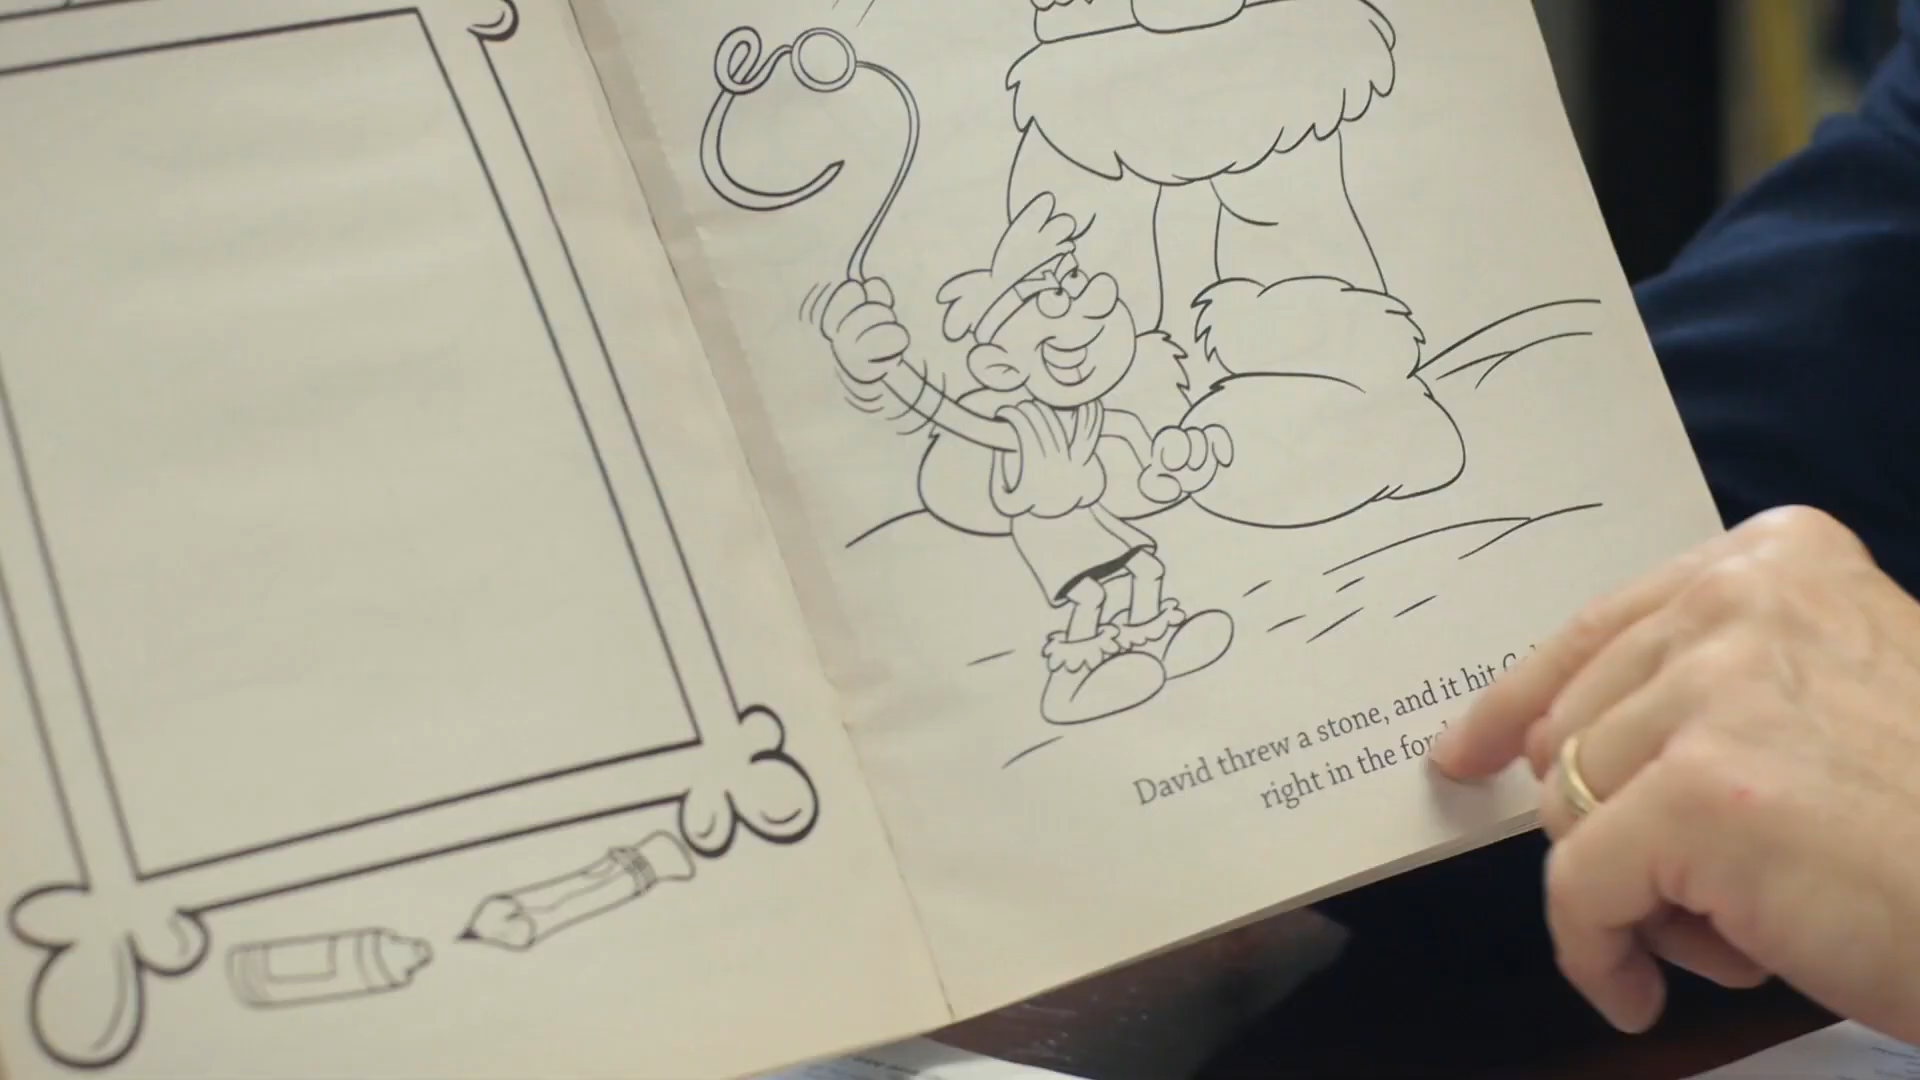 David threw a stone, and it hit
right in the